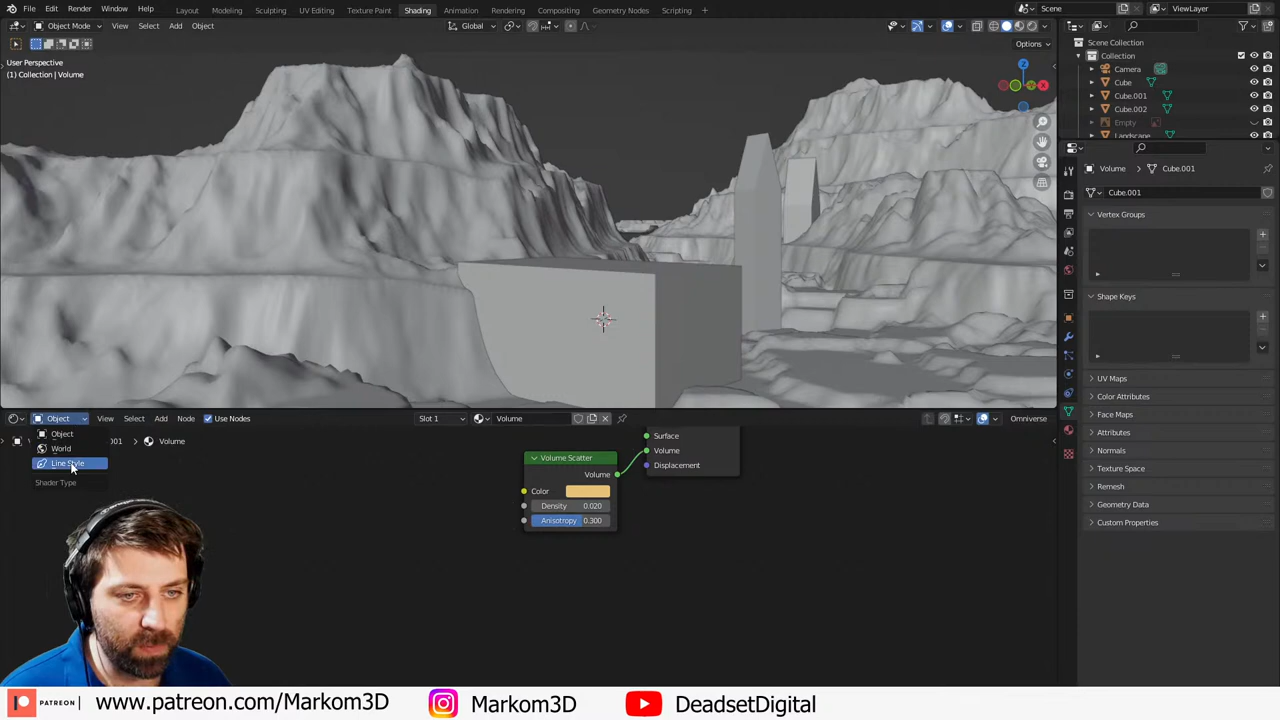 File Edit Render Window Help Layout Modeling Sculpting UV Editing Texture Paint Shading Animation Rendering Compositing Geometry Nodes Scripting Scene ViewLayer
Object Mode View Select Add Object Global
Options
User Perspective
(1) Collection | Volume
Z
X
Scene Collection
Collection
Camera
Cube
Cube.001
Cube.002
Empty
Landscape
Volume Cube.001
Cube.001
Vertex Groups
Shape Keys
UV Maps
Color Attributes
Face Maps
Attributes
Normals
Texture Space
Remesh
Geometry Data
Custom Properties
Object View Select Add Node Use Nodes Slot 1 Volume Omniverse
001 Volume
Object
World
Line Style
Shader Type
Surface
Volume
Displacement
Volume Scatter
Volume
Color
Density 0.020
Anisotropy 0.300
PATREON www.patreon.com/Markom3D Markom3D DeadsetDigital